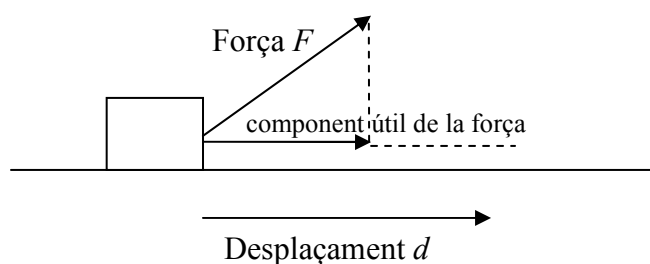 Força F
component útil de la força
Desplaçament d